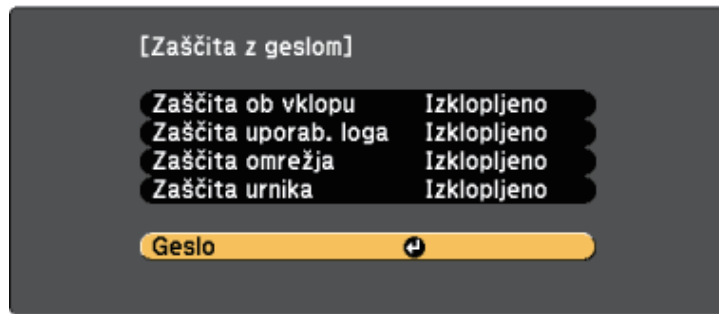 [Zaščita z geslom]
Zaščita ob vklopu Izklopljeno
Zaščita uporab. loga Izklopljeno
Zaščita omrežja Izklopljeno
Zaščita urnika Izklopljeno
Geslo